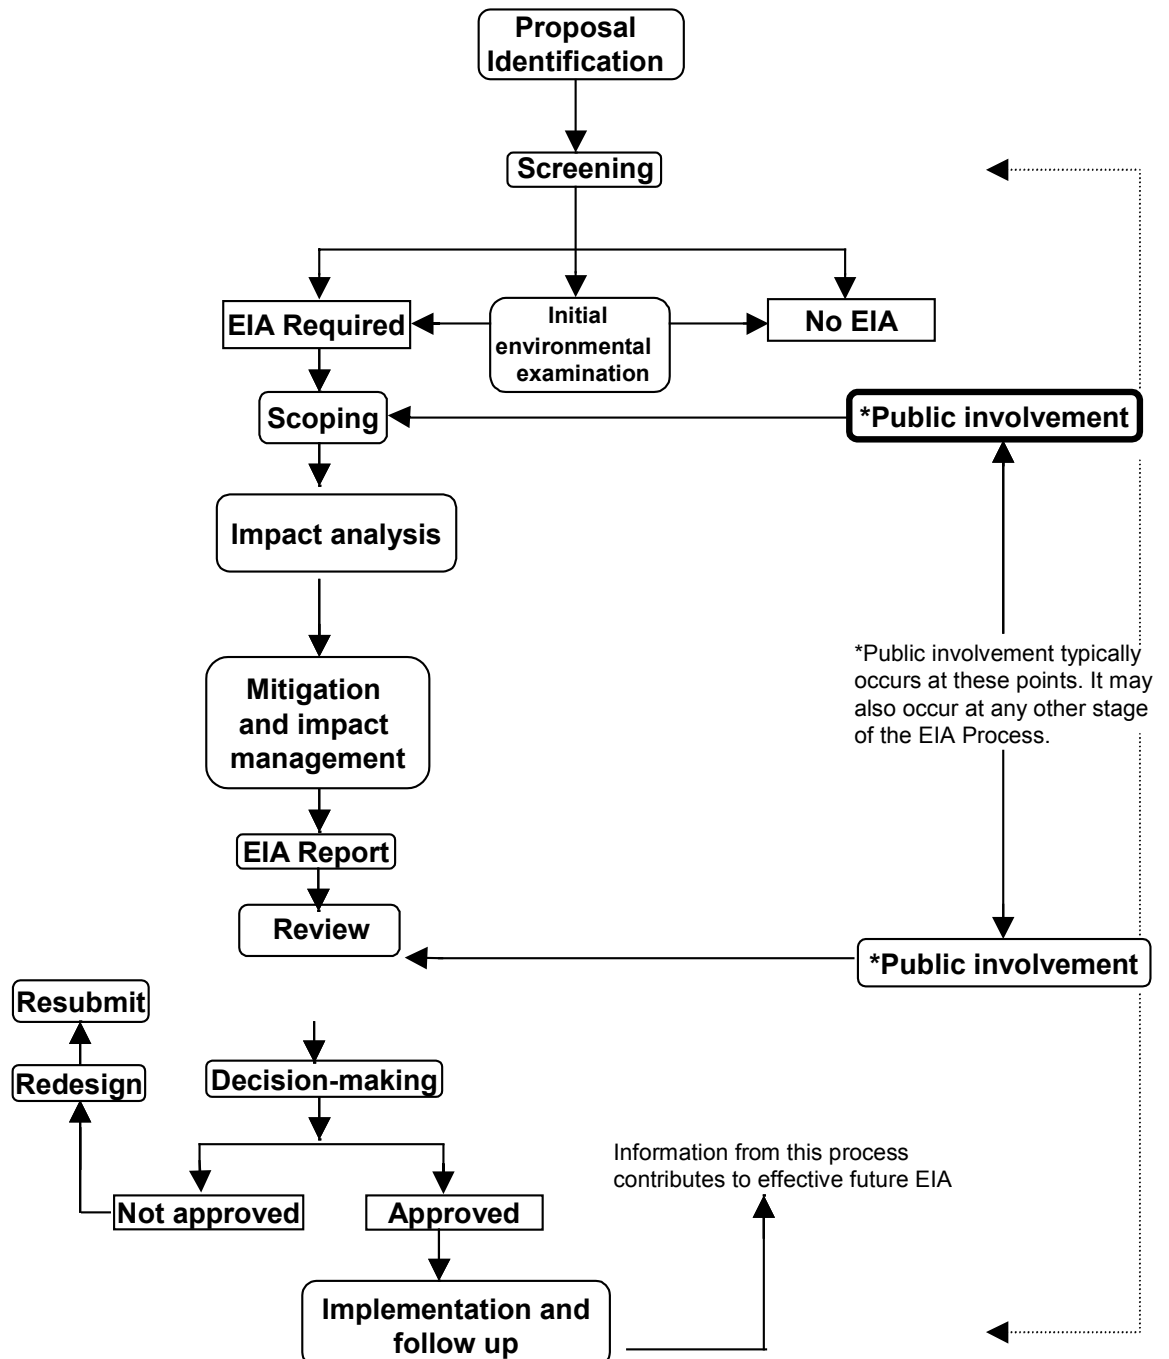 Proposal
Identification
Screening
EIA Required
Initial
environmental
examination
No EIA
Scoping
*Public involvement
Impact analysis
*Public involvement typically
occurs at these points. It may
also occur at any other stage
of the EIA Process.
Mitigation
and impact
management
EIA Report
Review
*Public involvement
Resubmit
Redesign
Decision-making
Information from this process
contributes to effective future EIA
Not approved
Approved
Implementation and
follow up